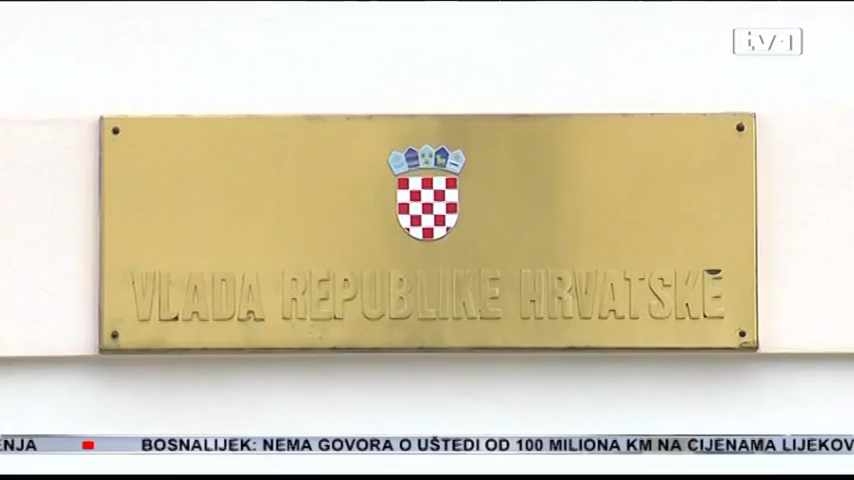 tv1
VLADA REPUBLIKE HRVATSKE
ENJA BOSNALIJEK: NEMA GOVORA O UŠTEDI OD 100 MILIONA KM NA CIJENAMA LIJEKOV